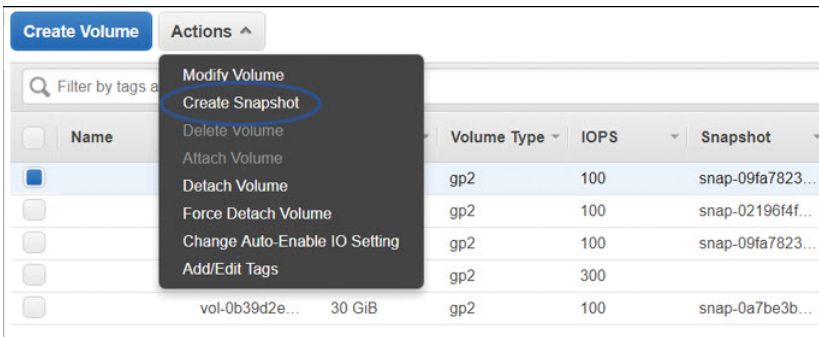 Create Volume Actions
Filter by tags a
Modify Volume
Create Snapshot
Delete Volume
Attach Volume
Detach Volume
Force Detach Volume
Change Auto-Enable IO Setting
Add/Edit Tags
Name Volume Type IOPS Snapshot
gp2 100 snap-09fa7823...
gp2 100 snap-02196f4f...
gp2 100 snap-09fa7823...
gp2 300
vol-0b39d2e... 30 GiB gp2 100 snap-0a7be3b...